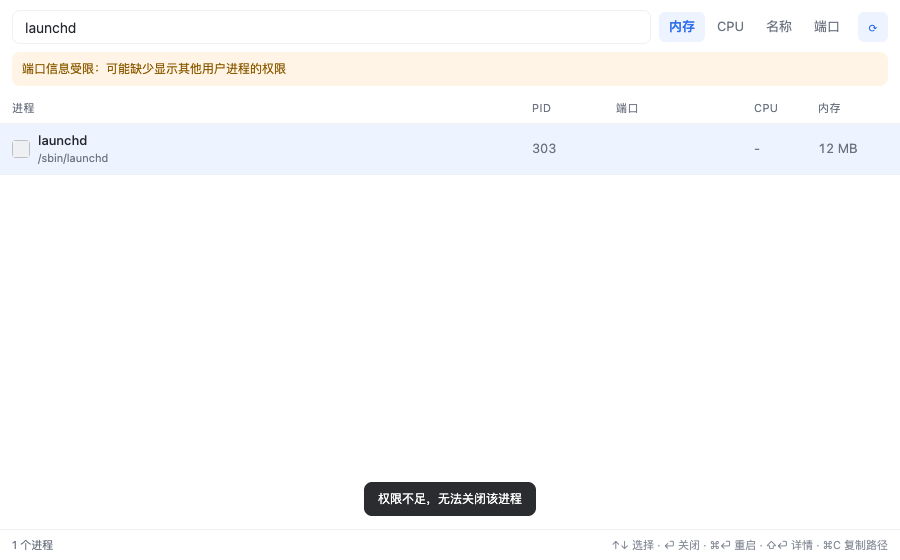 launchd 内存 CPU 名称 端口 ⟳
端口信息受限：可能缺少显示其他用户进程的权限
进程 PID 端口 CPU 内存
launchd
/sbin/launchd
303 - 12 MB
权限不足，无法关闭该进程
1 个进程 ↑↓ 选择 · ⏎ 关闭 · ⌘⏎ 重启 · ⇧⏎ 详情 · ⌘C 复制路径